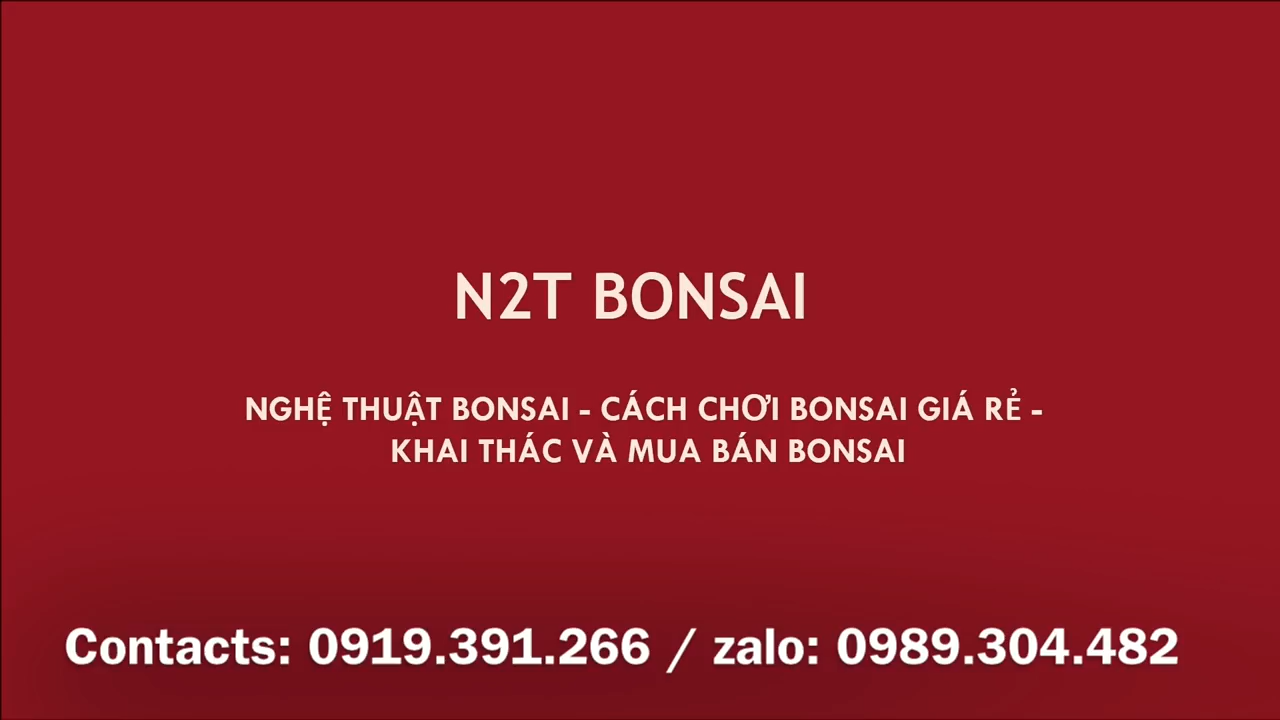 N2T BONSAI
NGHỆ THUẬT BONSAI - CÁCH CHƠI BONSAI GIÁ RẺ -
KHAI THÁC VÀ MUA BÁN BONSAI
Contacts: 0919.391.266 / zalo: 0989.304.482